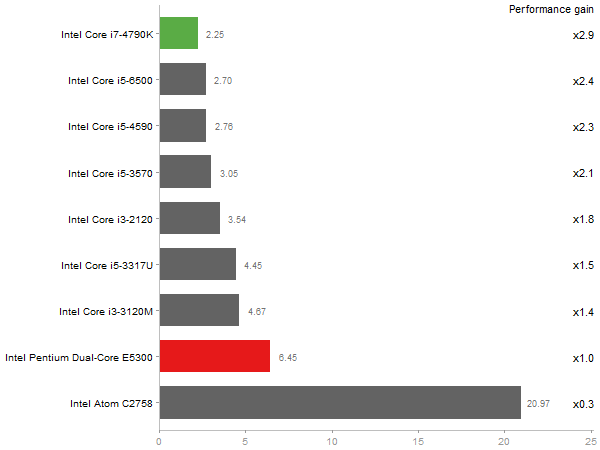 Performance gain
Intel Core i7-4790K 2.25 x2.9
Intel Core i5-6500 2.70 x2.4
Intel Core i5-4590 2.76 x2.3
Intel Core i5-3570 3.05 x2.1
Intel Core i3-2120 3.54 x1.8
Intel Core i5-3317U 4.45 x1.5
Intel Core i3-3120M 4.67 x1.4
Intel Pentium Dual-Core E5300 6.45 x1.0
Intel Atom C2758 20.97 x0.3
0 5 10 15 20 25